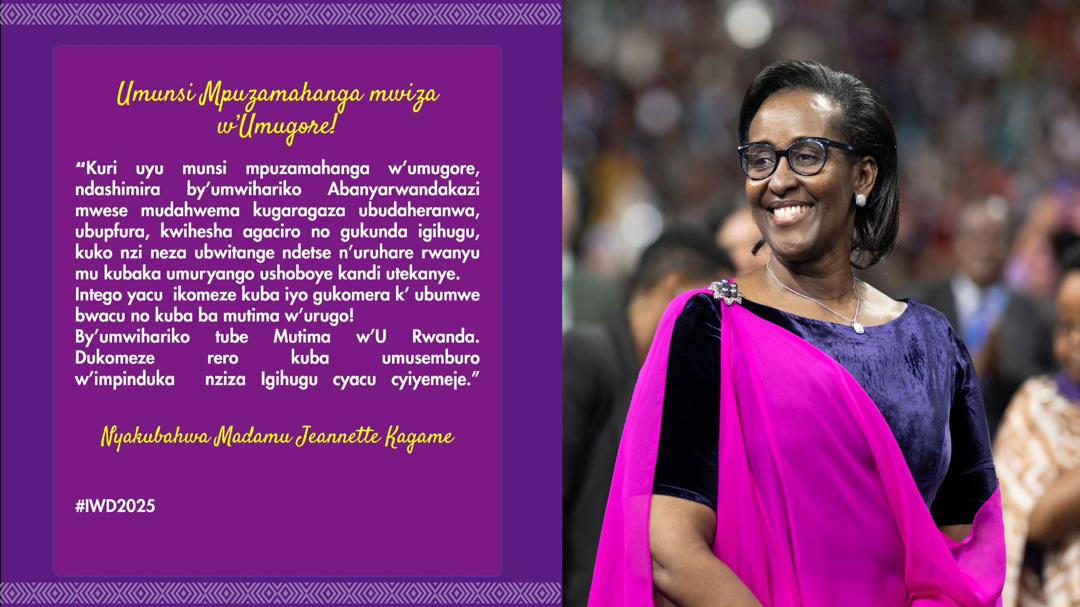 Umunsi Mpuzamahanga mwiza
w'Umugore!
“Kuri uyu munsi mpuzamahanga w'umugore,
ndashimira by'umwihariko Abanyarwandakazi
mwese mudahwema kugaragaza ubudaheranwa,
ubupfura, kwihesha agaciro no gukunda igihugu,
kuko nzi neza ubwitange ndetse n'uruhare rwanyu
mu kubaka umuryango ushoboye kandi utekanye.
Intego yacu ikomeze kuba iyo gukomera k' ubumwe
bwacu no kuba ba mutima w'urugo!
By'umwihariko tube Mutima w'U Rwanda.
Dukomeze rero kuba umusemburo
w'impinduka nziza Igihugu cyacu cyiyemeje.”
Nyakubahwa Madamu Jeannette Kagame
#IWD2025